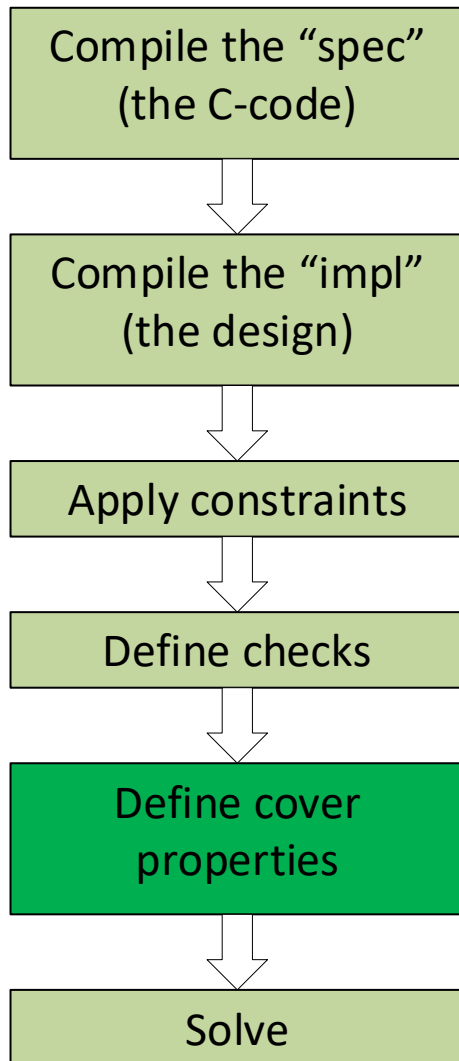 Compile the “spec”
(the C-code)
Compile the “impl”
(the design)
Apply constraints
Define checks
Define cover
properties
Solve